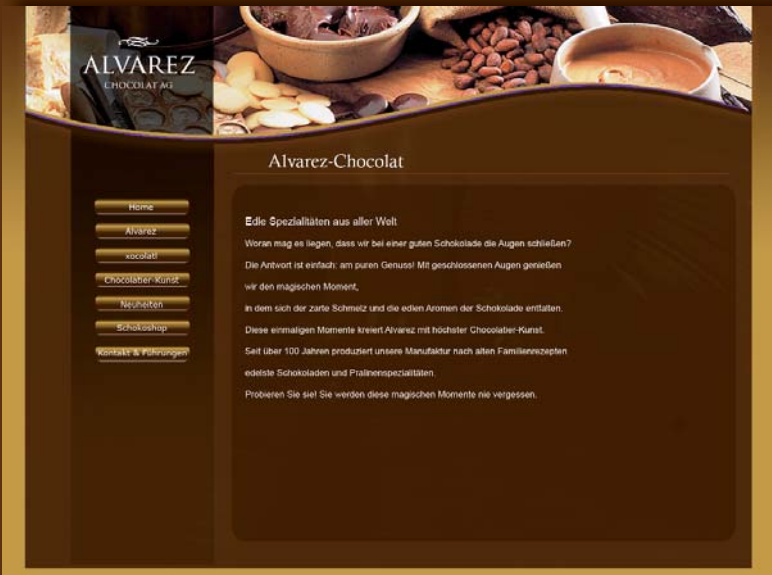 ALVAREZ
CHOCOLAT AG
Alvarez-Chocolat
Home
Alvarez
xocolatl
Chocolatier-Kunst
Neuheiten
Schokoshop
Kontakt & Führungen
Edle Spezialitäten aus aller Welt
Woran mag es liegen, dass wir bei einer guten Schokolade die Augen schließen?
Die Antwort ist einfach: am puren Genuss! Mit geschlossenen Augen genießen
wir den magischen Moment,
in dem sich der zarte Schmelz und die edlen Aromen der Schokolade entfalten.
Diese einmaligen Momente kreiert Alvarez mit höchster Chocolatier-Kunst.
Seit über 100 Jahren produziert unsere Manufaktur nach alten Familienrezepten
edelste Schokoladen und Pralinenspezialitäten.
Probieren Sie sie! Sie werden diese magischen Momente nie vergessen.